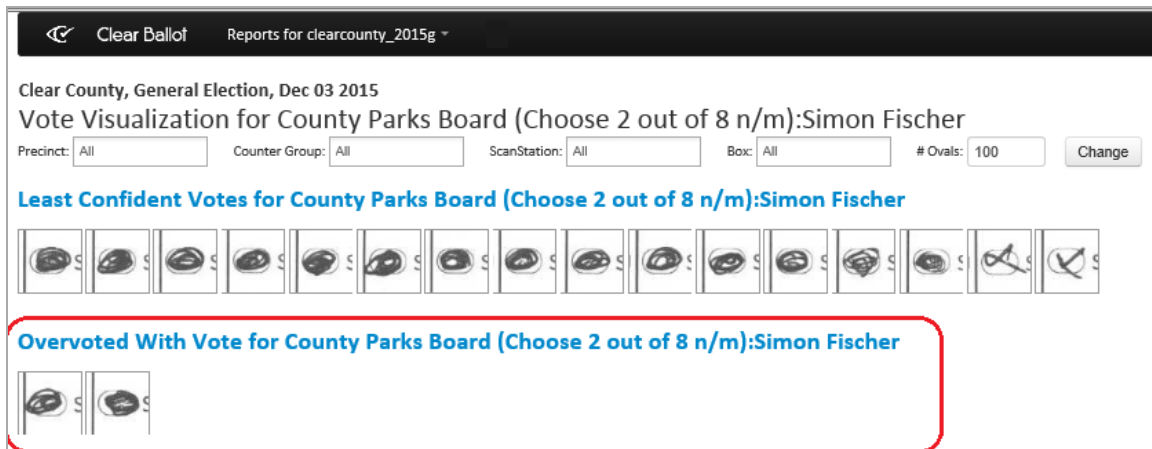 Clear Ballot Reports for clearcounty_2015g
Clear County, General Election, Dec 03 2015
Vote Visualization for County Parks Board (Choose 2 out of 8 n/m):Simon Fischer
Precinct: All Counter Group: All ScanStation: All Box: All # Ovals: 100 Change
Least Confident Votes for County Parks Board (Choose 2 out of 8 n/m):Simon Fischer
Overvoted With Vote for County Parks Board (Choose 2 out of 8 n/m):Simon Fischer